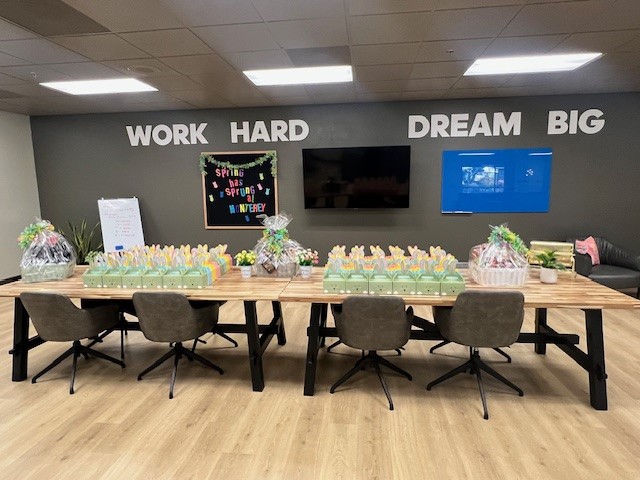 WORK HARD
DREAM BIG
Spring
has
SPRUNG
at
MONTEREY